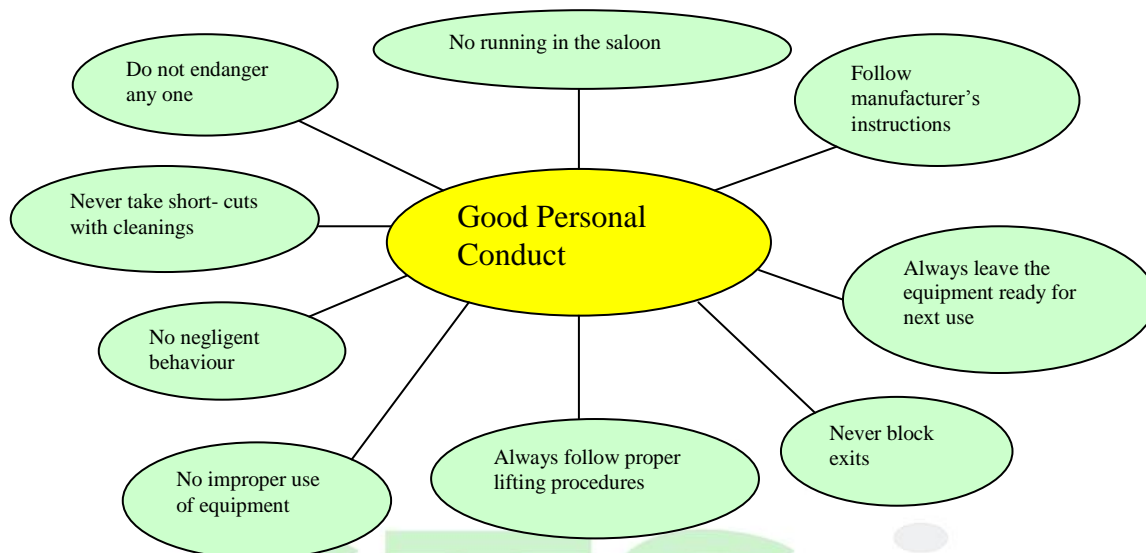 No running in the saloon
Do not endanger
any one
Follow
manufacturer's
instructions
Never take short- cuts
with cleanings
Good Personal
Conduct
Always leave the
equipment ready for
next use
No negligent
behaviour
Never block
exits
Always follow proper
lifting procedures
No improper use
of equipment